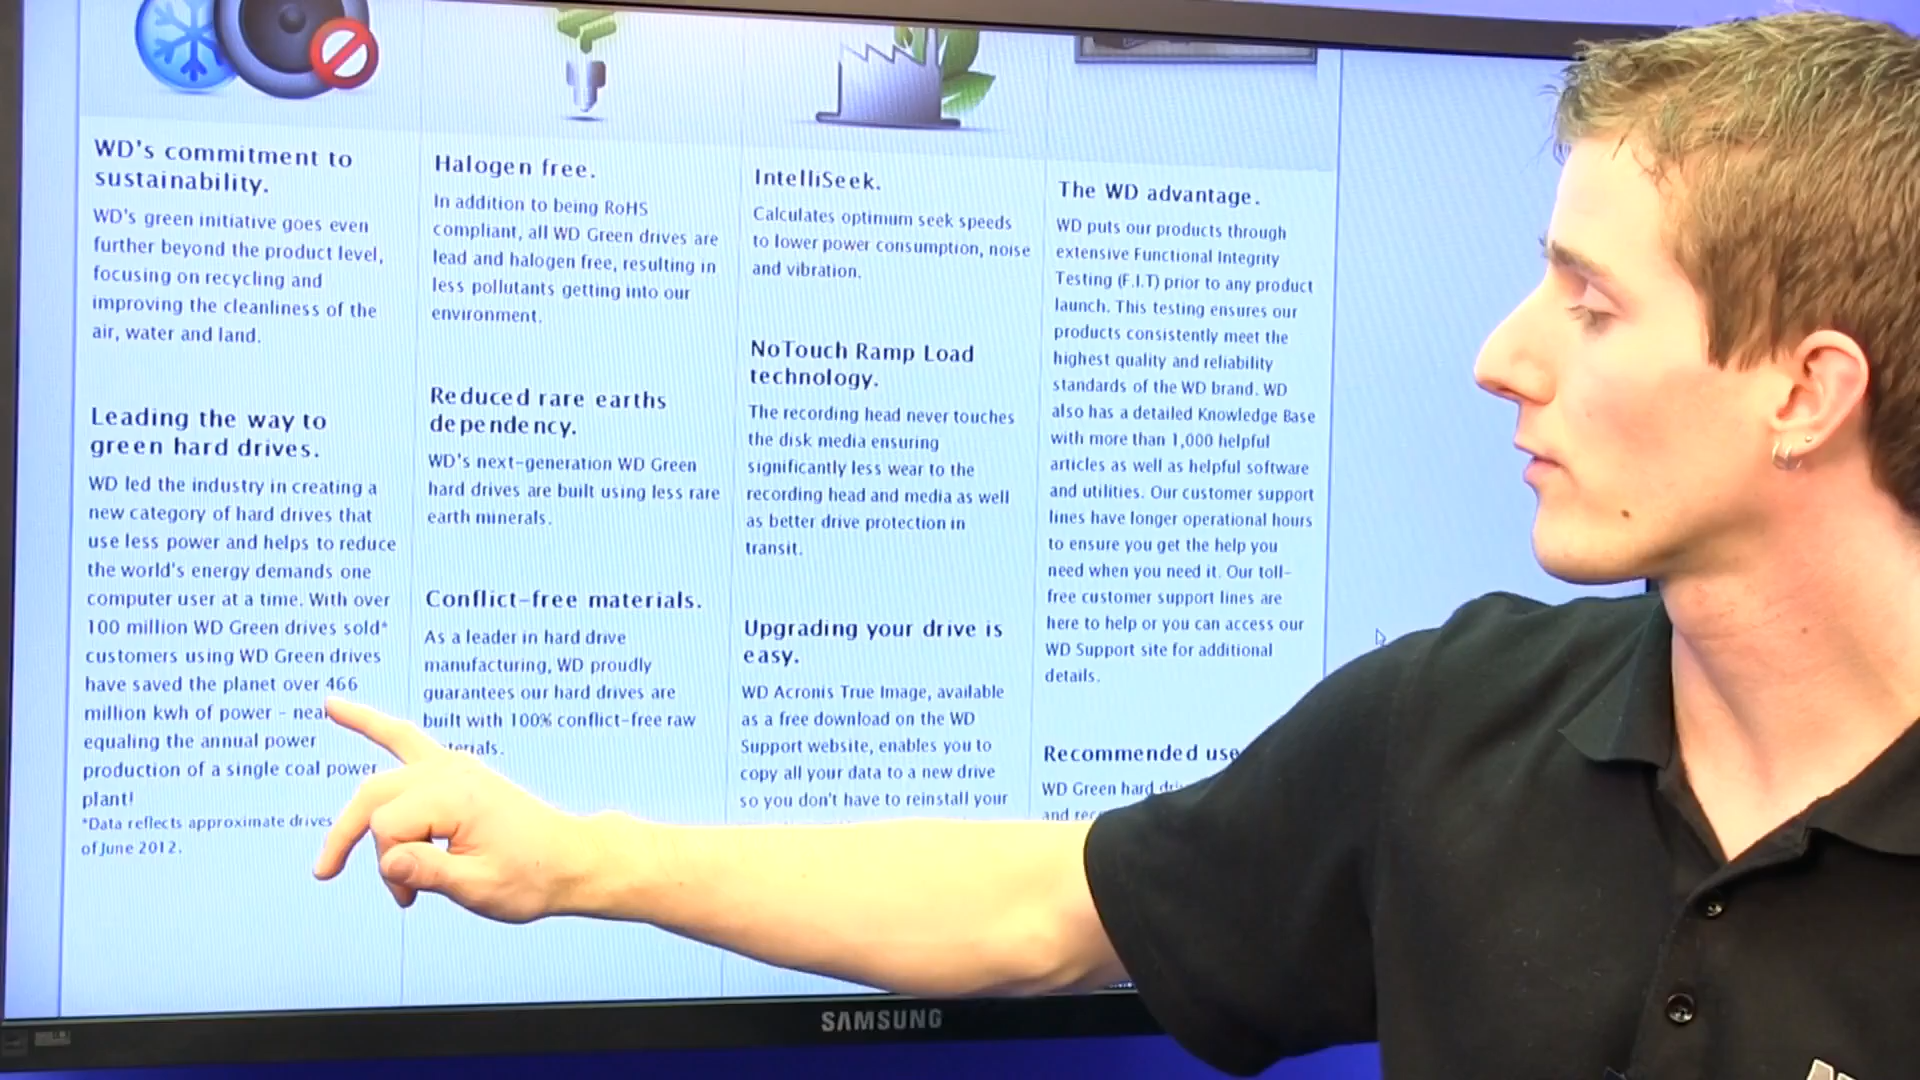 WD's commitment to
sustainability.
WD's green initiative goes even
further beyond the product level,
focusing on recycling and
improving the cleanliness of the
air, water and land.
Leading the way to
green hard drives.
WD led the industry in creating a
new category of hard drives that
use less power and helps to reduce
the world's energy demands one
computer user at a time. With over
100 million WD Green drives sold*
customers using WD Green drives
have saved the planet over 466
million kwh of power -
equaling the annual power
production of a single coal power
plant!
*Data reflects approximate drives
of June 2012.
Halogen free.
In addition to being RoHS
compliant, all WD Green drives are
lead and halogen free, resulting in
less pollutants getting into our
environment.
Reduced rare earths
dependency.
WD's next-generation WD Green
hard drives are built using less rare
earth minerals.
Conflict-free materials.
As a leader in hard drive
manufacturing, WD proudly
guarantees our hard drives are
built with 100% conflict-free raw
IntelliSeek.
Calculates optimum seek speeds
to lower power consumption, noise
and vibration.
NoTouch Ramp Load
technology.
The recording head never touches
the disk media ensuring
significantly less wear to the
recording head and media as well
as better drive protection in
transit.
Upgrading your drive is
easy.
WD Acronis True Image, available
as a free download on the WD
Support website, enables you to
copy all your data to a new drive
so you don't have to reinstall your
The WD advantage.
WD puts our products through
extensive Functional Integrity
Testing (F.I.T) prior to any product
launch. This testing ensures our
products consistently meet the
highest quality and reliability
standards of the WD brand. WD
also has a detailed Knowledge Base
with more than 1,000 helpful
articles as well as helpful software
and utilities. Our customer support
lines have longer operational hours
to ensure you get the help you
need when you need it. Our toll-
free customer support lines are
here to help or you can access our
WD Support site for additional
details.
Recommended use
WD Green hard
and
SAMSUNG